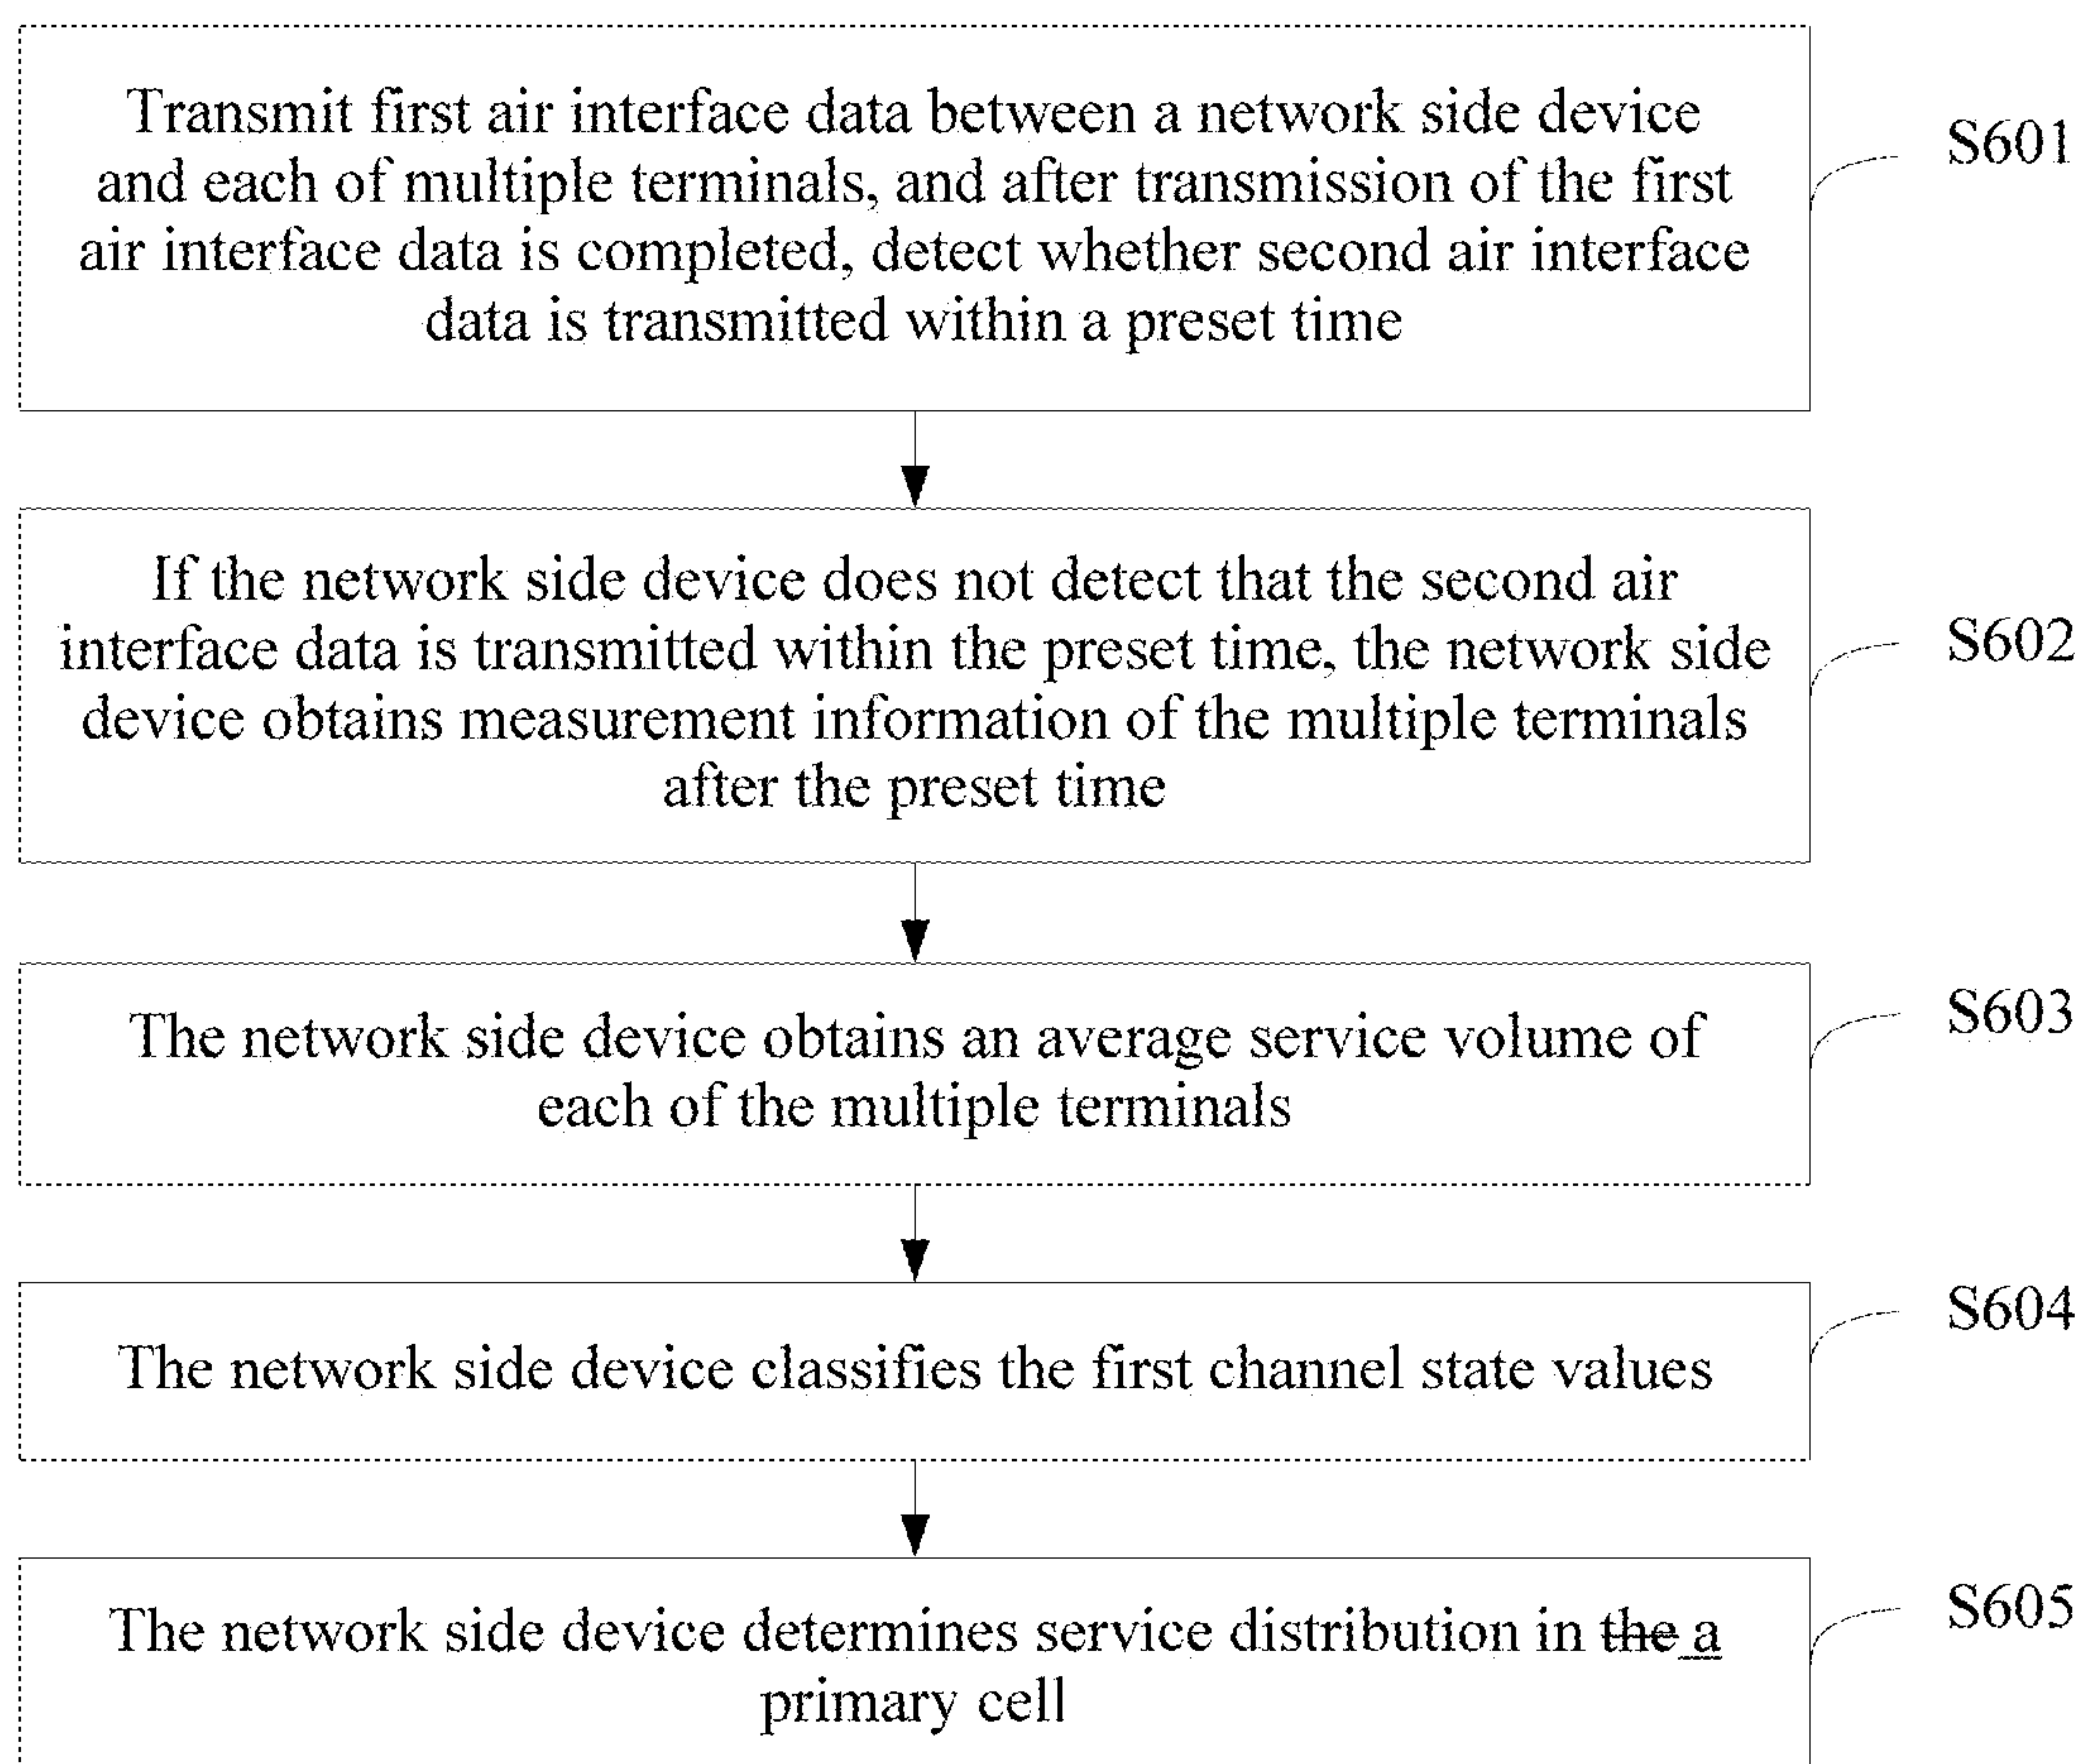 Transmit first air interface data between a network side device
and each of multiple terminals, and after transmission of the first
air interface data is completed, detect whether second air interface
data is transmitted within a preset time
S601
If the network side device does not detect that the second air
interface data is transmitted within the preset time, the network side
device obtains measurement information of the multiple terminals
after the preset time
S602
The network side device obtains an average service volume of
each of the multiple terminals
S603
The network side device classifies the first channel state values
S604
The network side device determines service distribution in the a
primary cell
S605